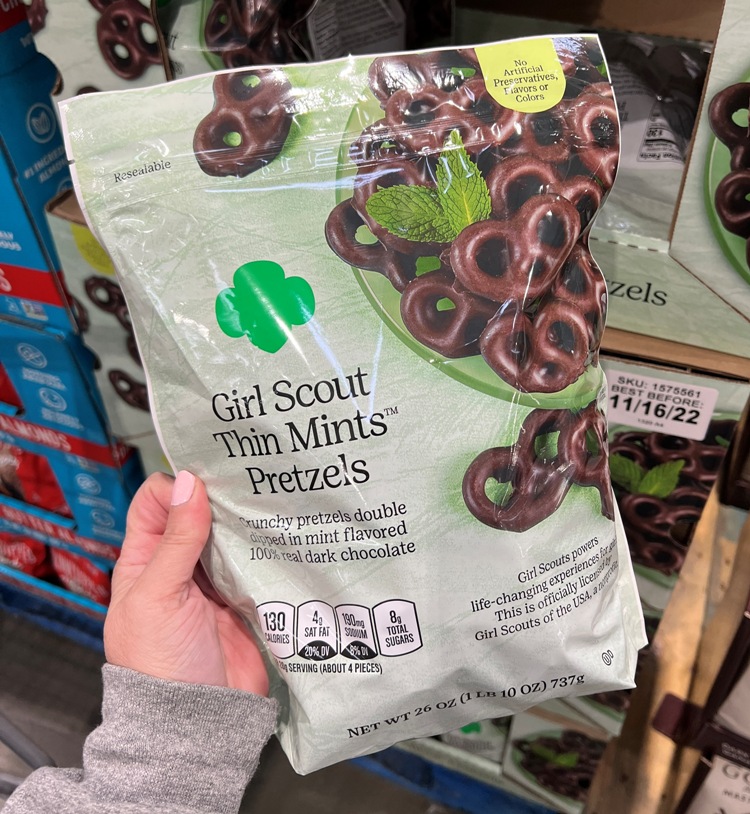 No
Artificial
Preservatives,
Flavors or
Colors
Resealable
Girl Scout
Thin Mints™
Pretzels
Crunchy pretzels double
dipped in mint flavored
100% real dark chocolate
Girl Scouts powers
life-changing experiences for
This is officially licensed by
Girl Scouts of the USA, a
130
CALORIES
4g
SAT FAT
20% DV
190mg
SODIUM
8% DV
8g
TOTAL
SUGARS
SERVING (ABOUT 4 PIECES)
NET WT 26 OZ (1 LB 10 OZ) 737g
zels
SKU: 1575561
BEST BEFORE:
11/16/22
ALMONDS